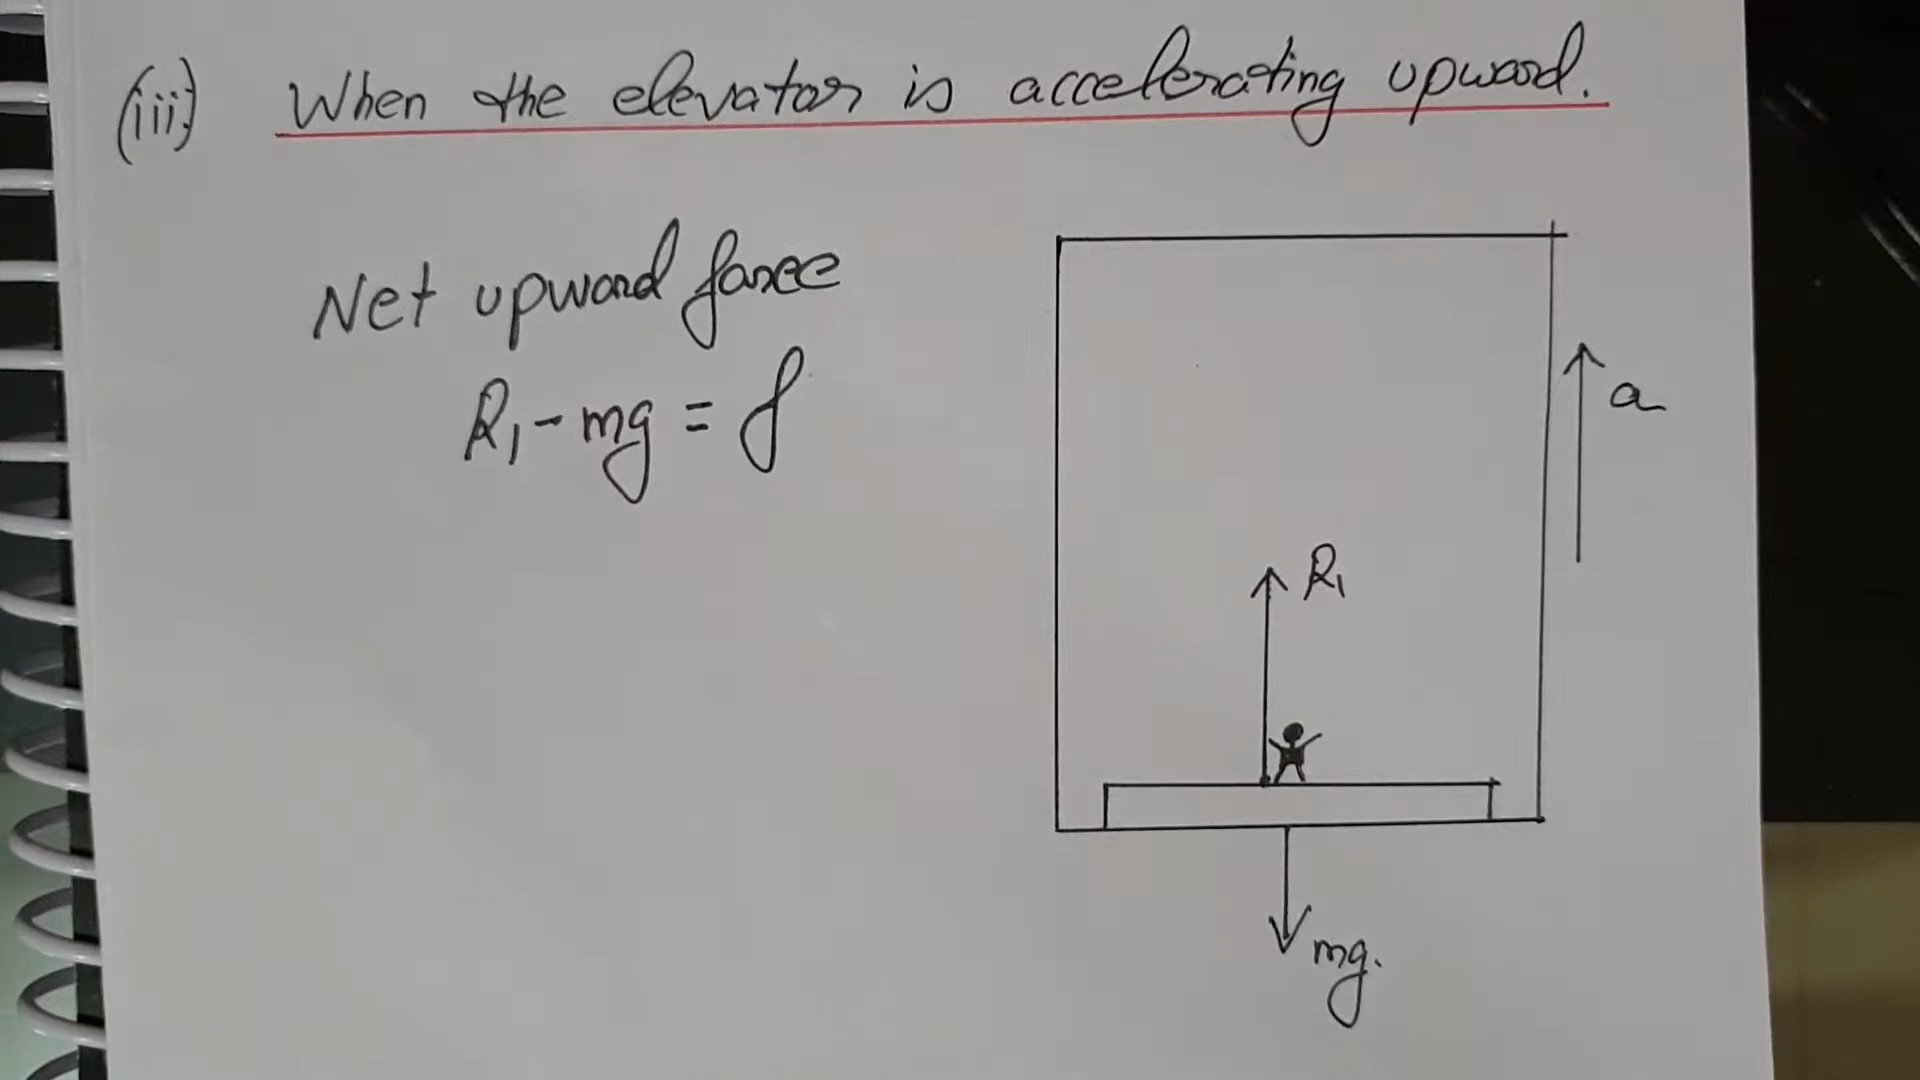 (iii) When the elevator is accelerating upward.
Net upward force
R₁ - mg = f
a
R₁
mg.